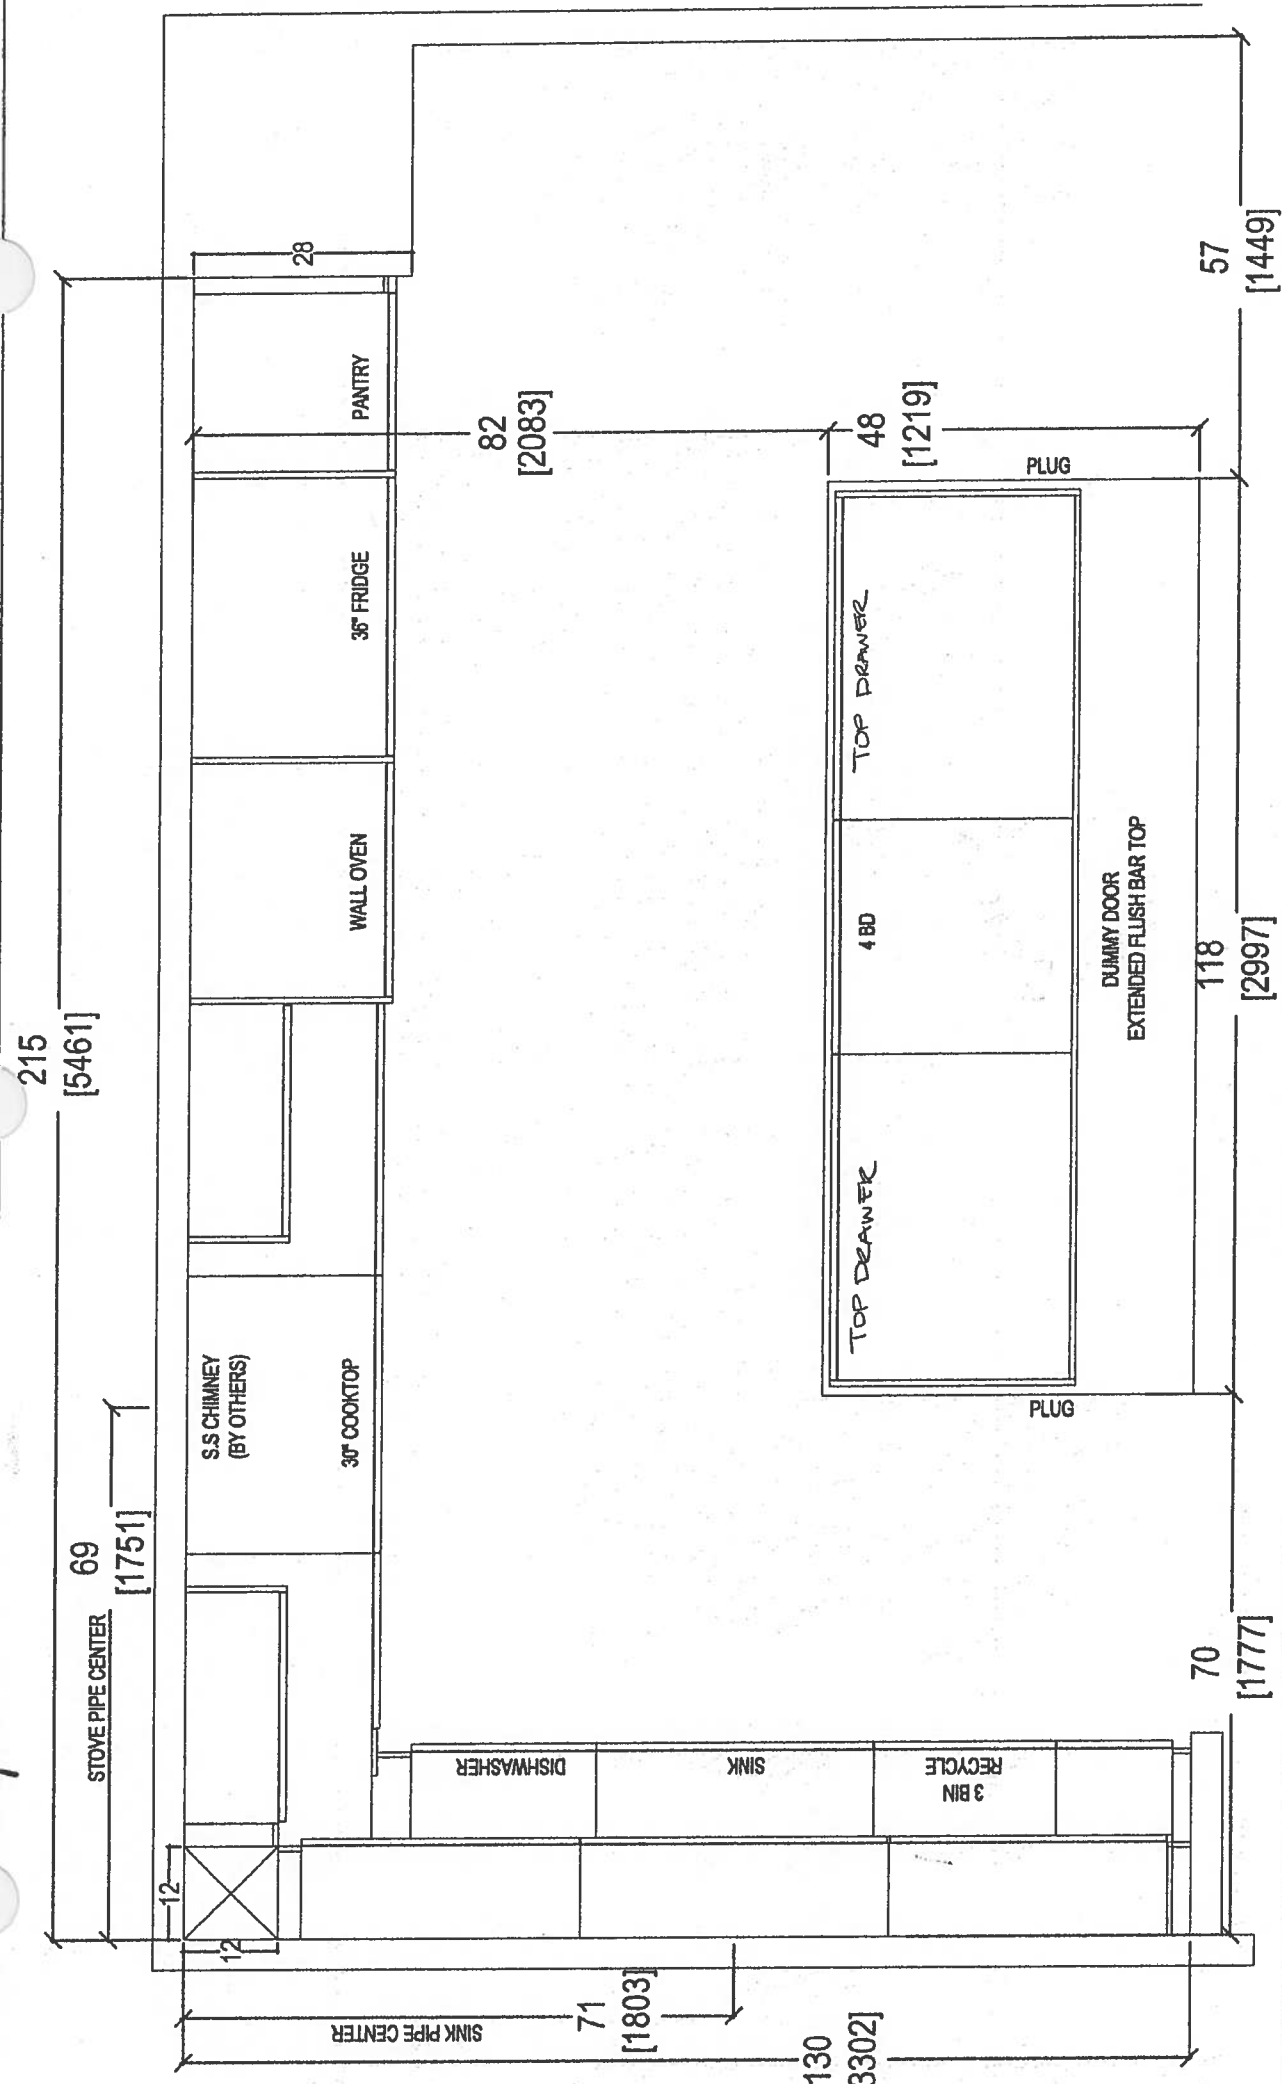 215
[5461]
STOVE PIPE CENTER
69
[1751]
12
12
S.S CHIMNEY
(BY OTHERS)
30" COOKTOP
WALL OVEN
36" FRIDGE
PANTRY
28
82
[2083]
48
[1219]
DISHWASHER
SINK
3 BIN
RECYCLE
SINK PIPE CENTER
71
[1803]
130
3302]
TOP DRAWER
4 BD
TOP DRAWER
PLUG
PLUG
DUMMY DOOR
EXTENDED FLUSH BAR TOP
70
[1777]
118
[2997]
57
[1449]